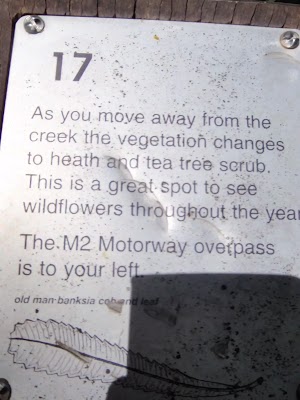 17
As you move away from the
creek the vegetation changes
to heath and tea tree scrub.
This is a great spot to see
wildflowers throughout the year
The M2 Motorway overpass
is to your left.
old man banksia cob and leaf